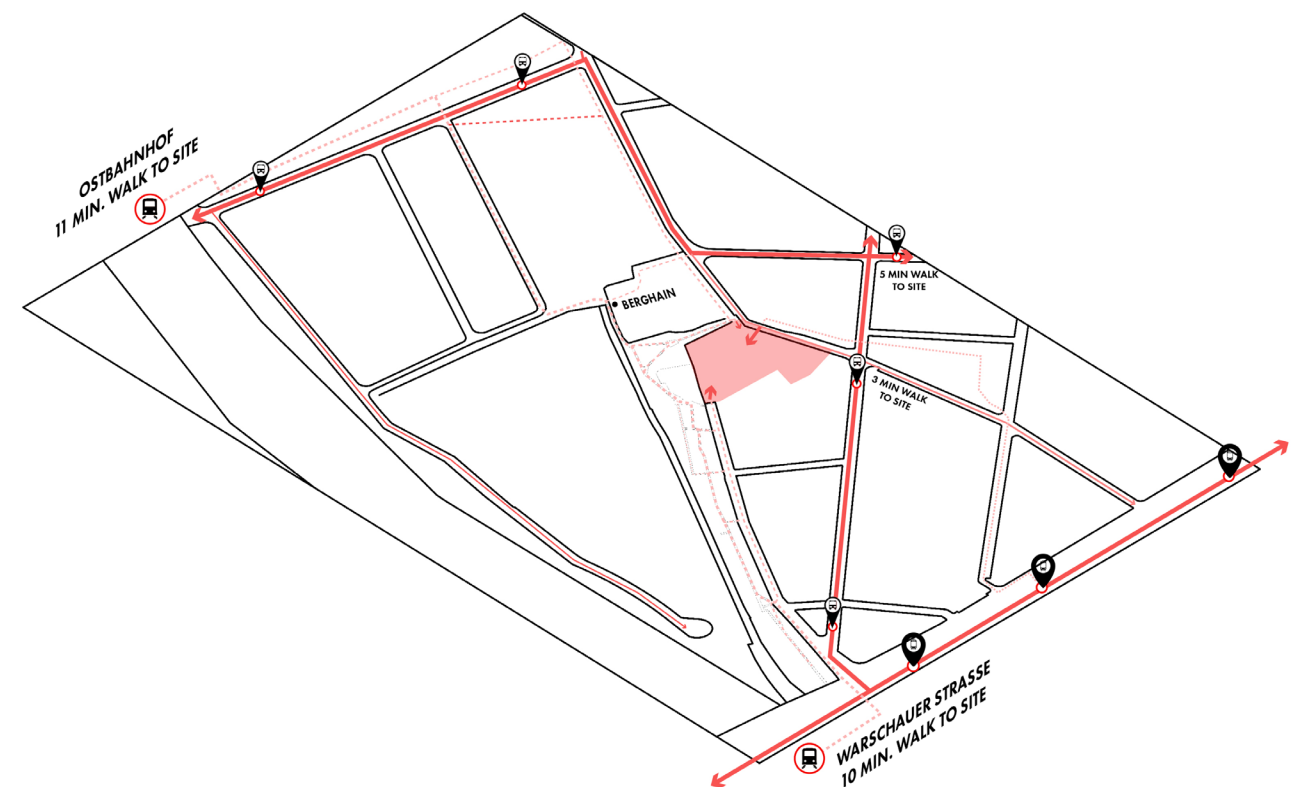 OSTBAHNHOF
11 MIN. WALK TO SITE
BERGHAIN
5 MIN WALK
TO SITE
3 MIN WALK
TO SITE
WARSCHAUER STRASSE
10 MIN. WALK TO SITE